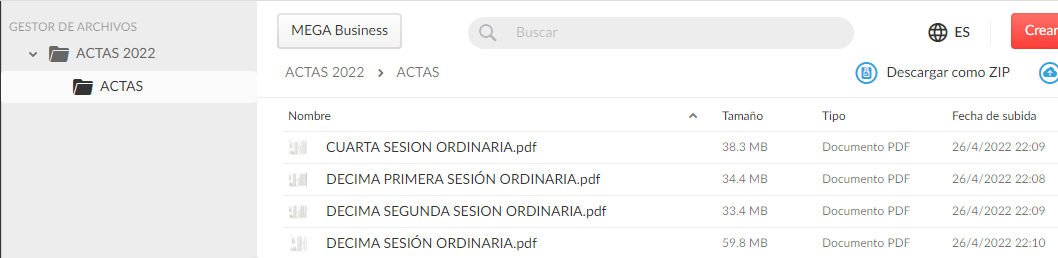 GESTOR DE ARCHIVOS
ACTAS 2022
ACTAS
MEGA Business
Buscar
ES
Crear
ACTAS 2022 > ACTAS
Descargar como ZIP
Nombre Tamaño Tipo Fecha de subida
CUARTA SESION ORDINARIA.pdf 38.3 MB Documento PDF 26/4/2022 22:09
DECIMA PRIMERA SESIÓN ORDINARIA.pdf 34.4 MB Documento PDF 26/4/2022 22:08
DECIMA SEGUNDA SESION ORDINARIA.pdf 33.4 MB Documento PDF 26/4/2022 22:09
DECIMA SESIÓN ORDINARIA.pdf 59.8 MB Documento PDF 26/4/2022 22:10